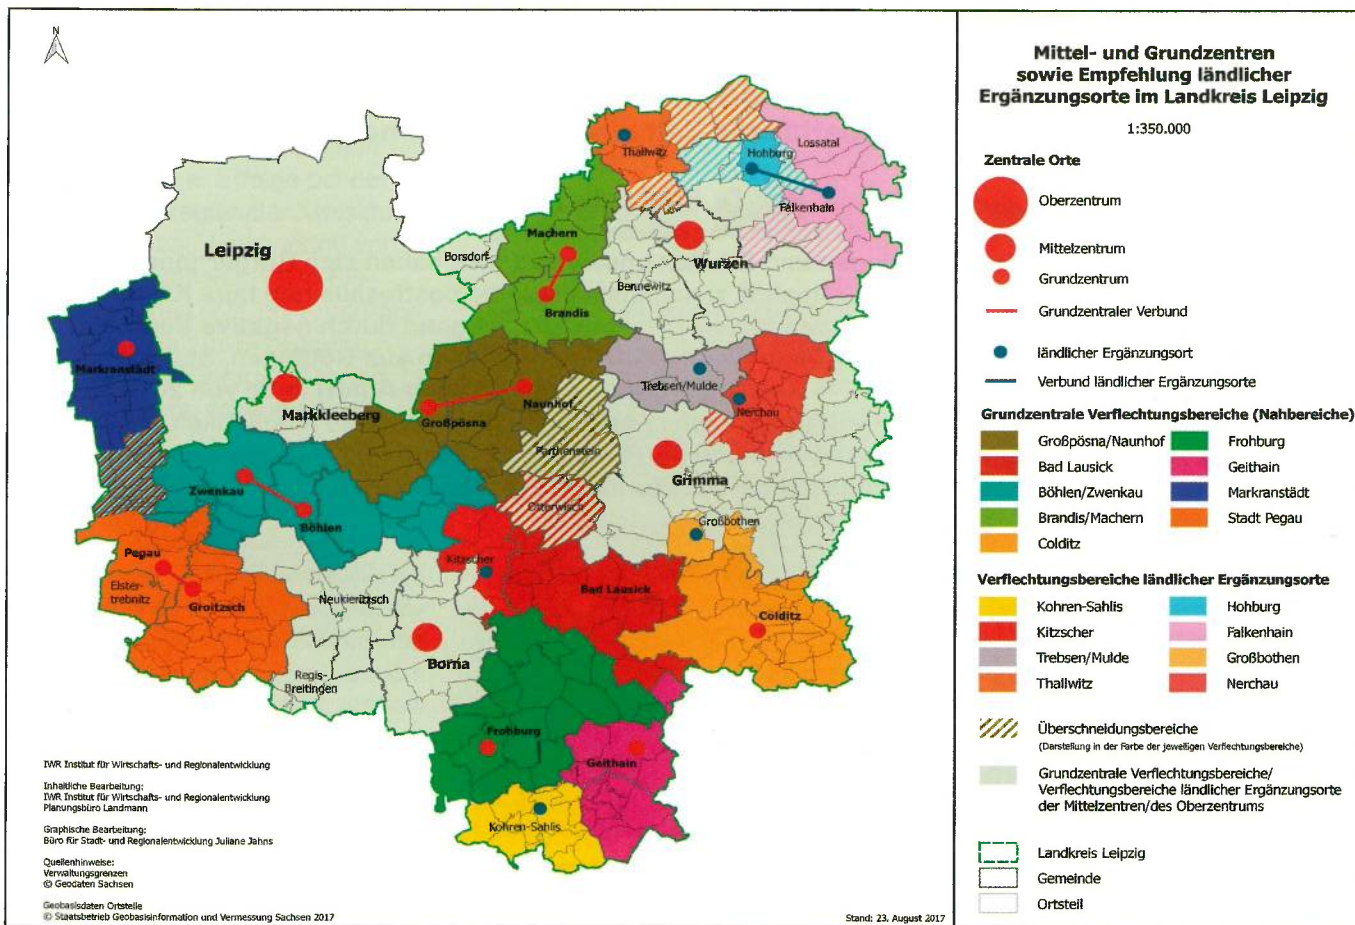 N
Leipzig
Borsdorf
Machern
Brandis
Thallwitz
Hohburg
Lossatal
Falkenhain
Wurzen
Bennewitz
Markranstädt
Markkleeberg
Großpösna
Naunhof
Trebsen/Mulde
Nerchau
Parthenstein
Grimma
Otterwisch
Großbothen
Zwenkau
Böhlen
Pegau
Elster-
trebnitz
Groitzsch
Neukieritzsch
Kitzscher
Bad Lausick
Colditz
Borna
Regis-
Breitingen
Frohburg
Geithain
Kohren-Sahlis
IWR Institut für Wirtschafts- und Regionalentwicklung
Inhaltliche Bearbeitung:
IWR Institut für Wirtschafts- und Regionalentwicklung
Planungsbüro Landmann
Graphische Bearbeitung:
Büro für Stadt- und Regionalentwicklung Juliane Jahns
Quellenhinweise:
Verwaltungsgrenzen
© Geodaten Sachsen
Geobasisdaten Ortsteile
© Staatsbetrieb Geobasisinformation und Vermessung Sachsen 2017
Stand: 23. August 2017
Mittel- und Grundzentren
sowie Empfehlung ländlicher
Ergänzungsorte im Landkreis Leipzig
1:350.000
Zentrale Orte
Oberzentrum
Mittelzentrum
Grundzentrum
Grundzentraler Verbund
ländlicher Ergänzungsort
Verbund ländlicher Ergänzungsorte
Grundzentrale Verflechtungsbereiche (Nahbereiche)
Großpösna/Naunhof
Bad Lausick
Böhlen/Zwenkau
Brandis/Machern
Colditz
Frohburg
Geithain
Markranstädt
Stadt Pegau
Verflechtungsbereiche ländlicher Ergänzungsorte
Kohren-Sahlis
Kitzscher
Trebsen/Mulde
Thallwitz
Hohburg
Falkenhain
Großbothen
Nerchau
Überschneidungsbereiche
(Darstellung in der Farbe der jeweiligen Verflechtungsbereiche)
Grundzentrale Verflechtungsbereiche/
Verflechtungsbereiche ländlicher Ergänzungsorte
der Mittelzentren/des Oberzentrums
Landkreis Leipzig
Gemeinde
Ortsteil